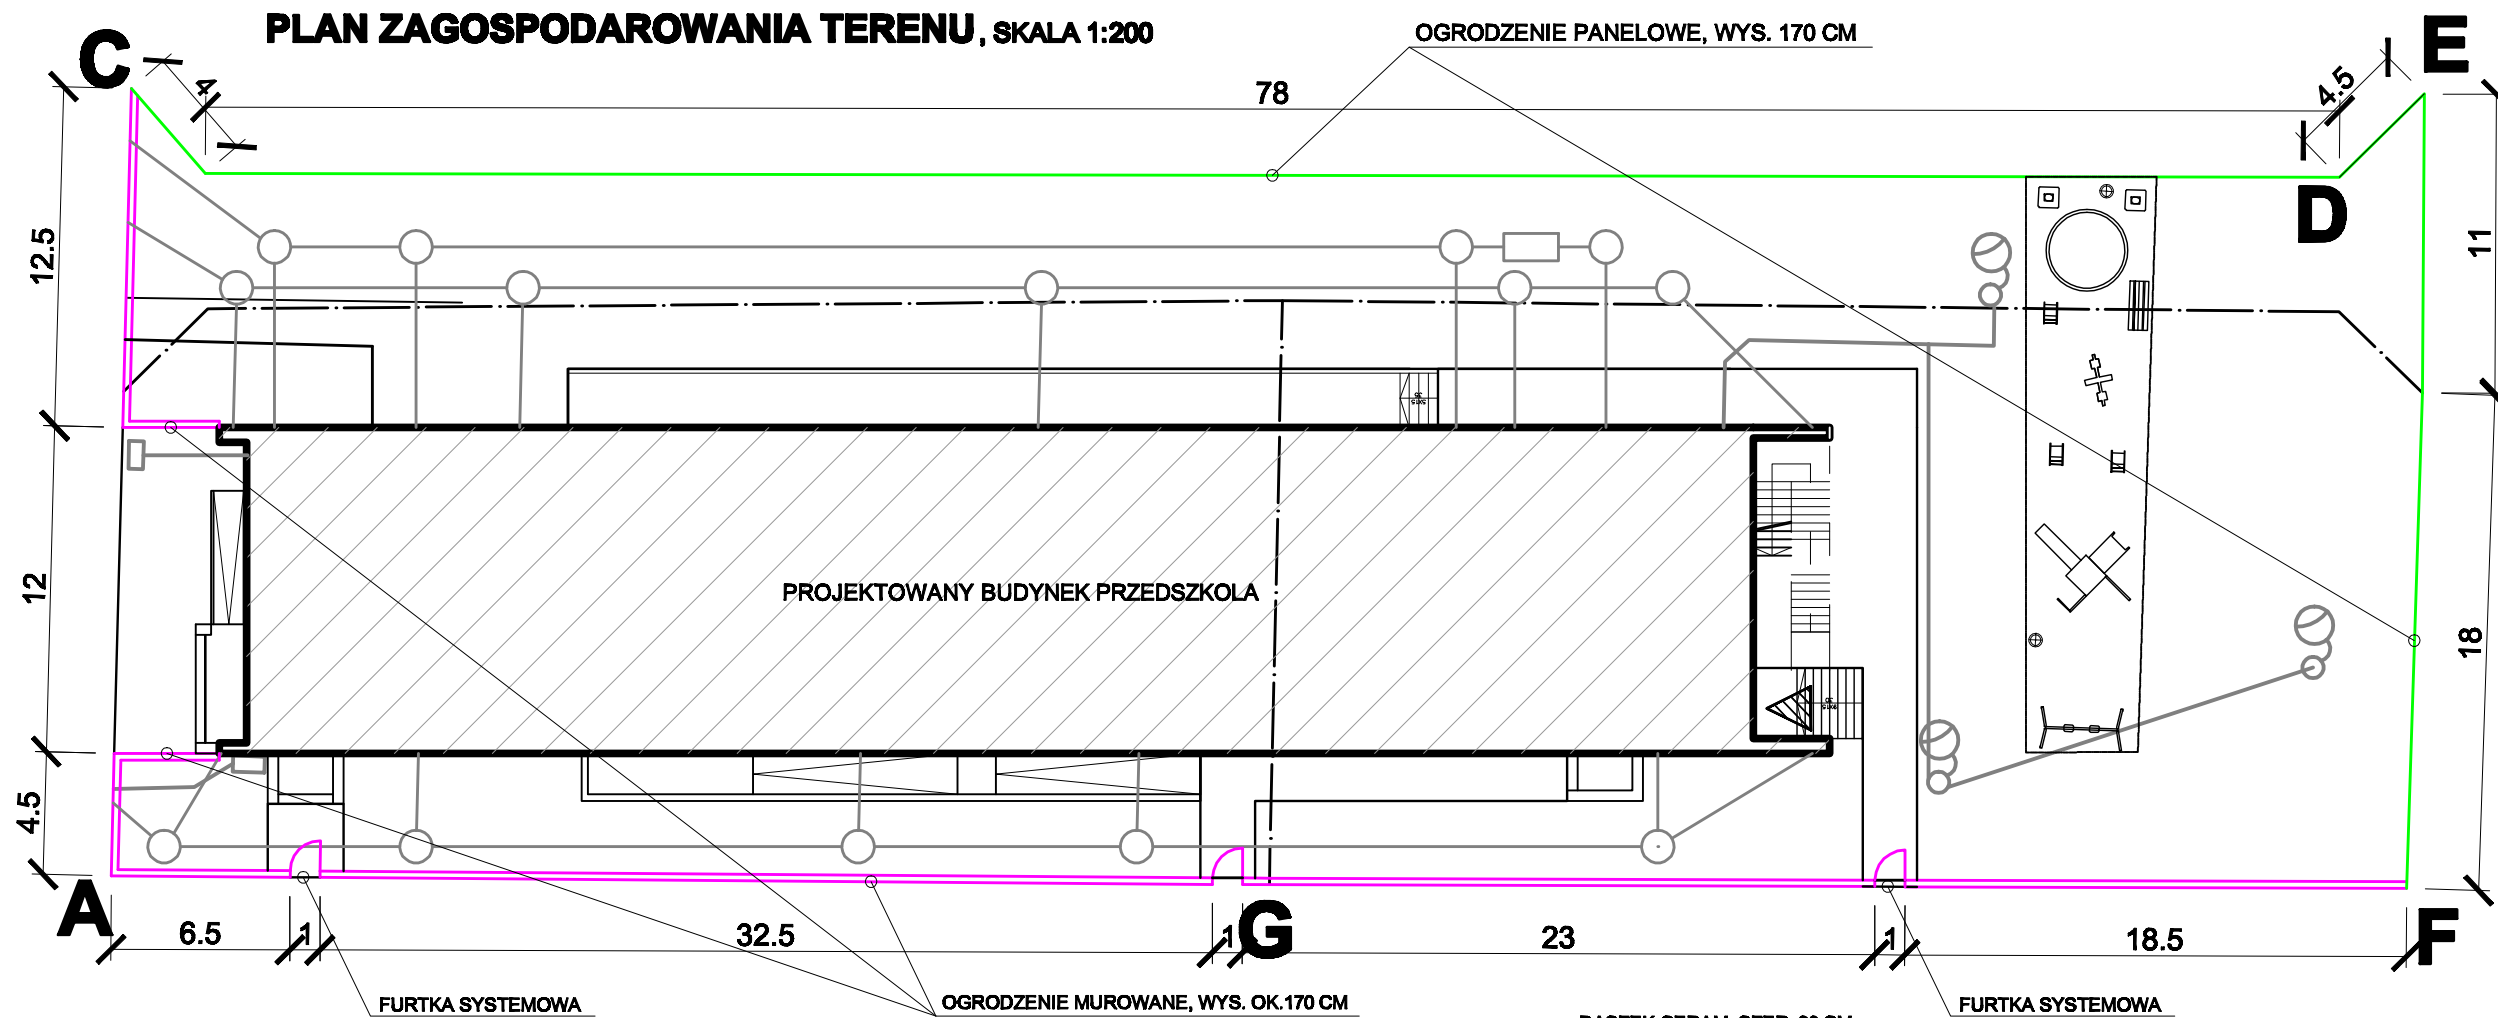 PLAN ZAGOSPODAROWANIA TERENU, SKALA 1:200
OGRODZENIE PANELOWE, WYS. 170 CM
C
E
4
78
4.5
D
12.5
11
PROJEKTOWANY BUDYNEK PRZEDSZKOLA
12
18
4.5
A
G
F
6.5
1
32.5
1
23
1
18.5
FURTKA SYSTEMOWA
OGRODZENIE MUROWANE, WYS. OK.170 CM
FURTKA SYSTEMOWA